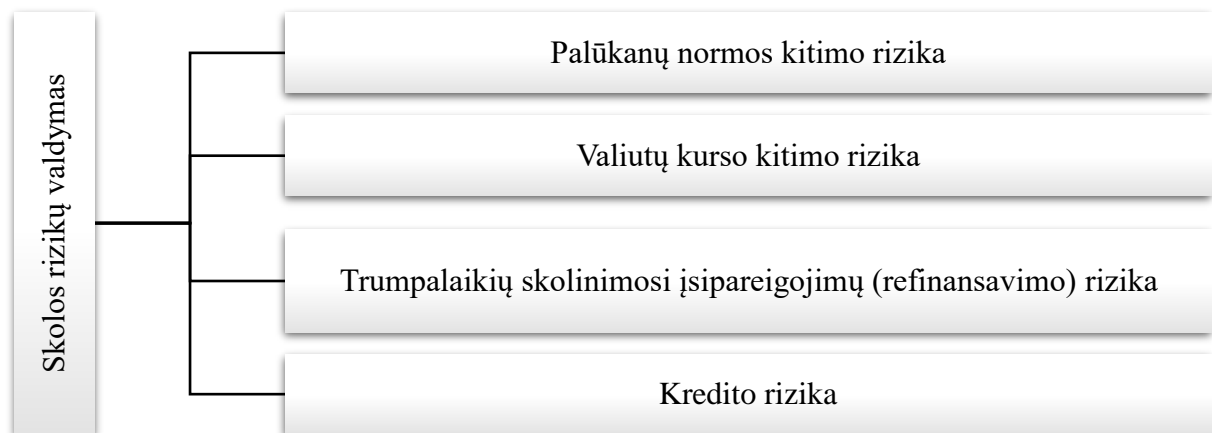 Skolos rizikų valdymas
Palūkanų normos kitimo rizika
Valiutų kurso kitimo rizika
Trumpalaikių skolinimosi įsipareigojimų (refinansavimo) rizika
Kredito rizika